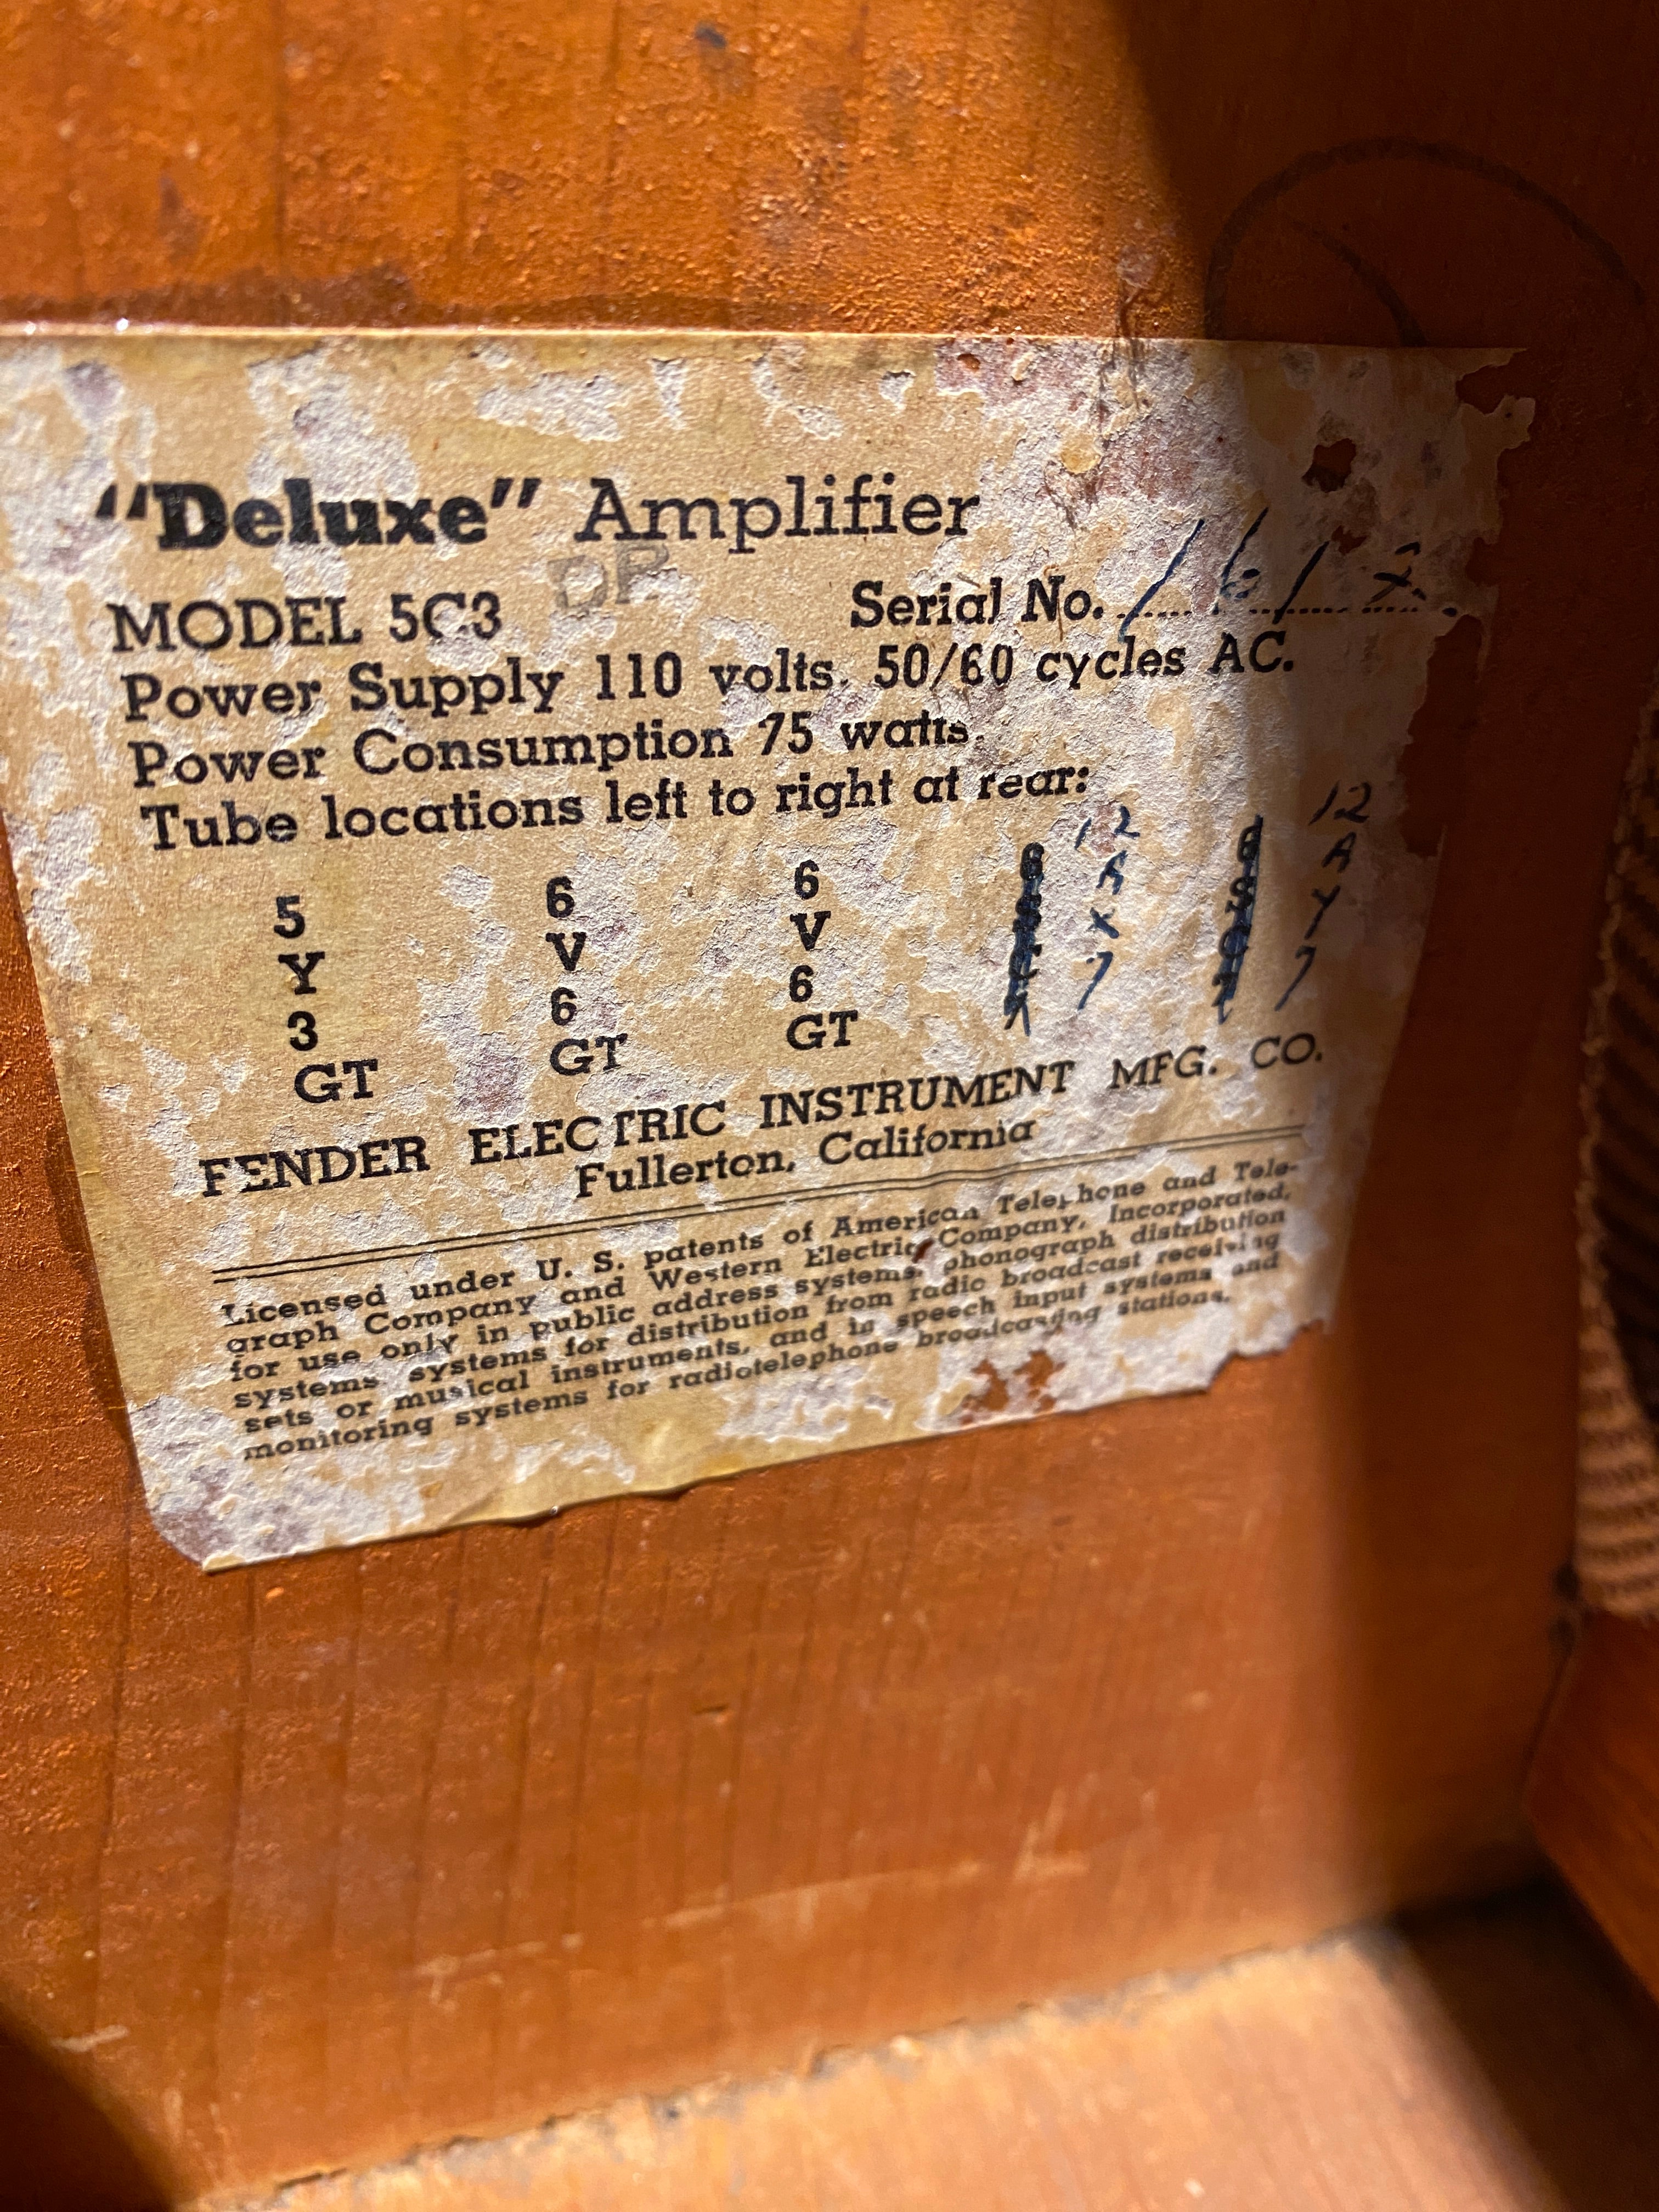 "Deluxe" Amplifier
MODEL 5C3 Serial No. 1612
Power Supply 110 volts. 50/60 cycles AC.
Power Consumption 75 watts.
Tube locations left to right at rear:
5 6 6 12 12
Y V V A A
3 6 6 X Y
GT GT GT 7 7
FENDER ELECTRIC INSTRUMENT MFG. CO.
Fullerton, California
Licensed under U. S. patents of American Telephone and Tele-
graph Company and Western Electric Company, Incorporated,
for use only in public address systems, phonograph distribution
systems, systems for distribution from radio broadcast receiving
sets or musical instruments, and in speech input systems and
monitoring systems for radiotelephone broadcasting stations.